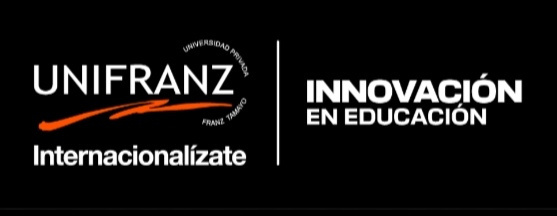 UNIVERSIDAD PRIVADA
UNIFRANZ
FRANZ TAMAYO
Internacionalízate
INNOVACIÓN
EN EDUCACIÓN